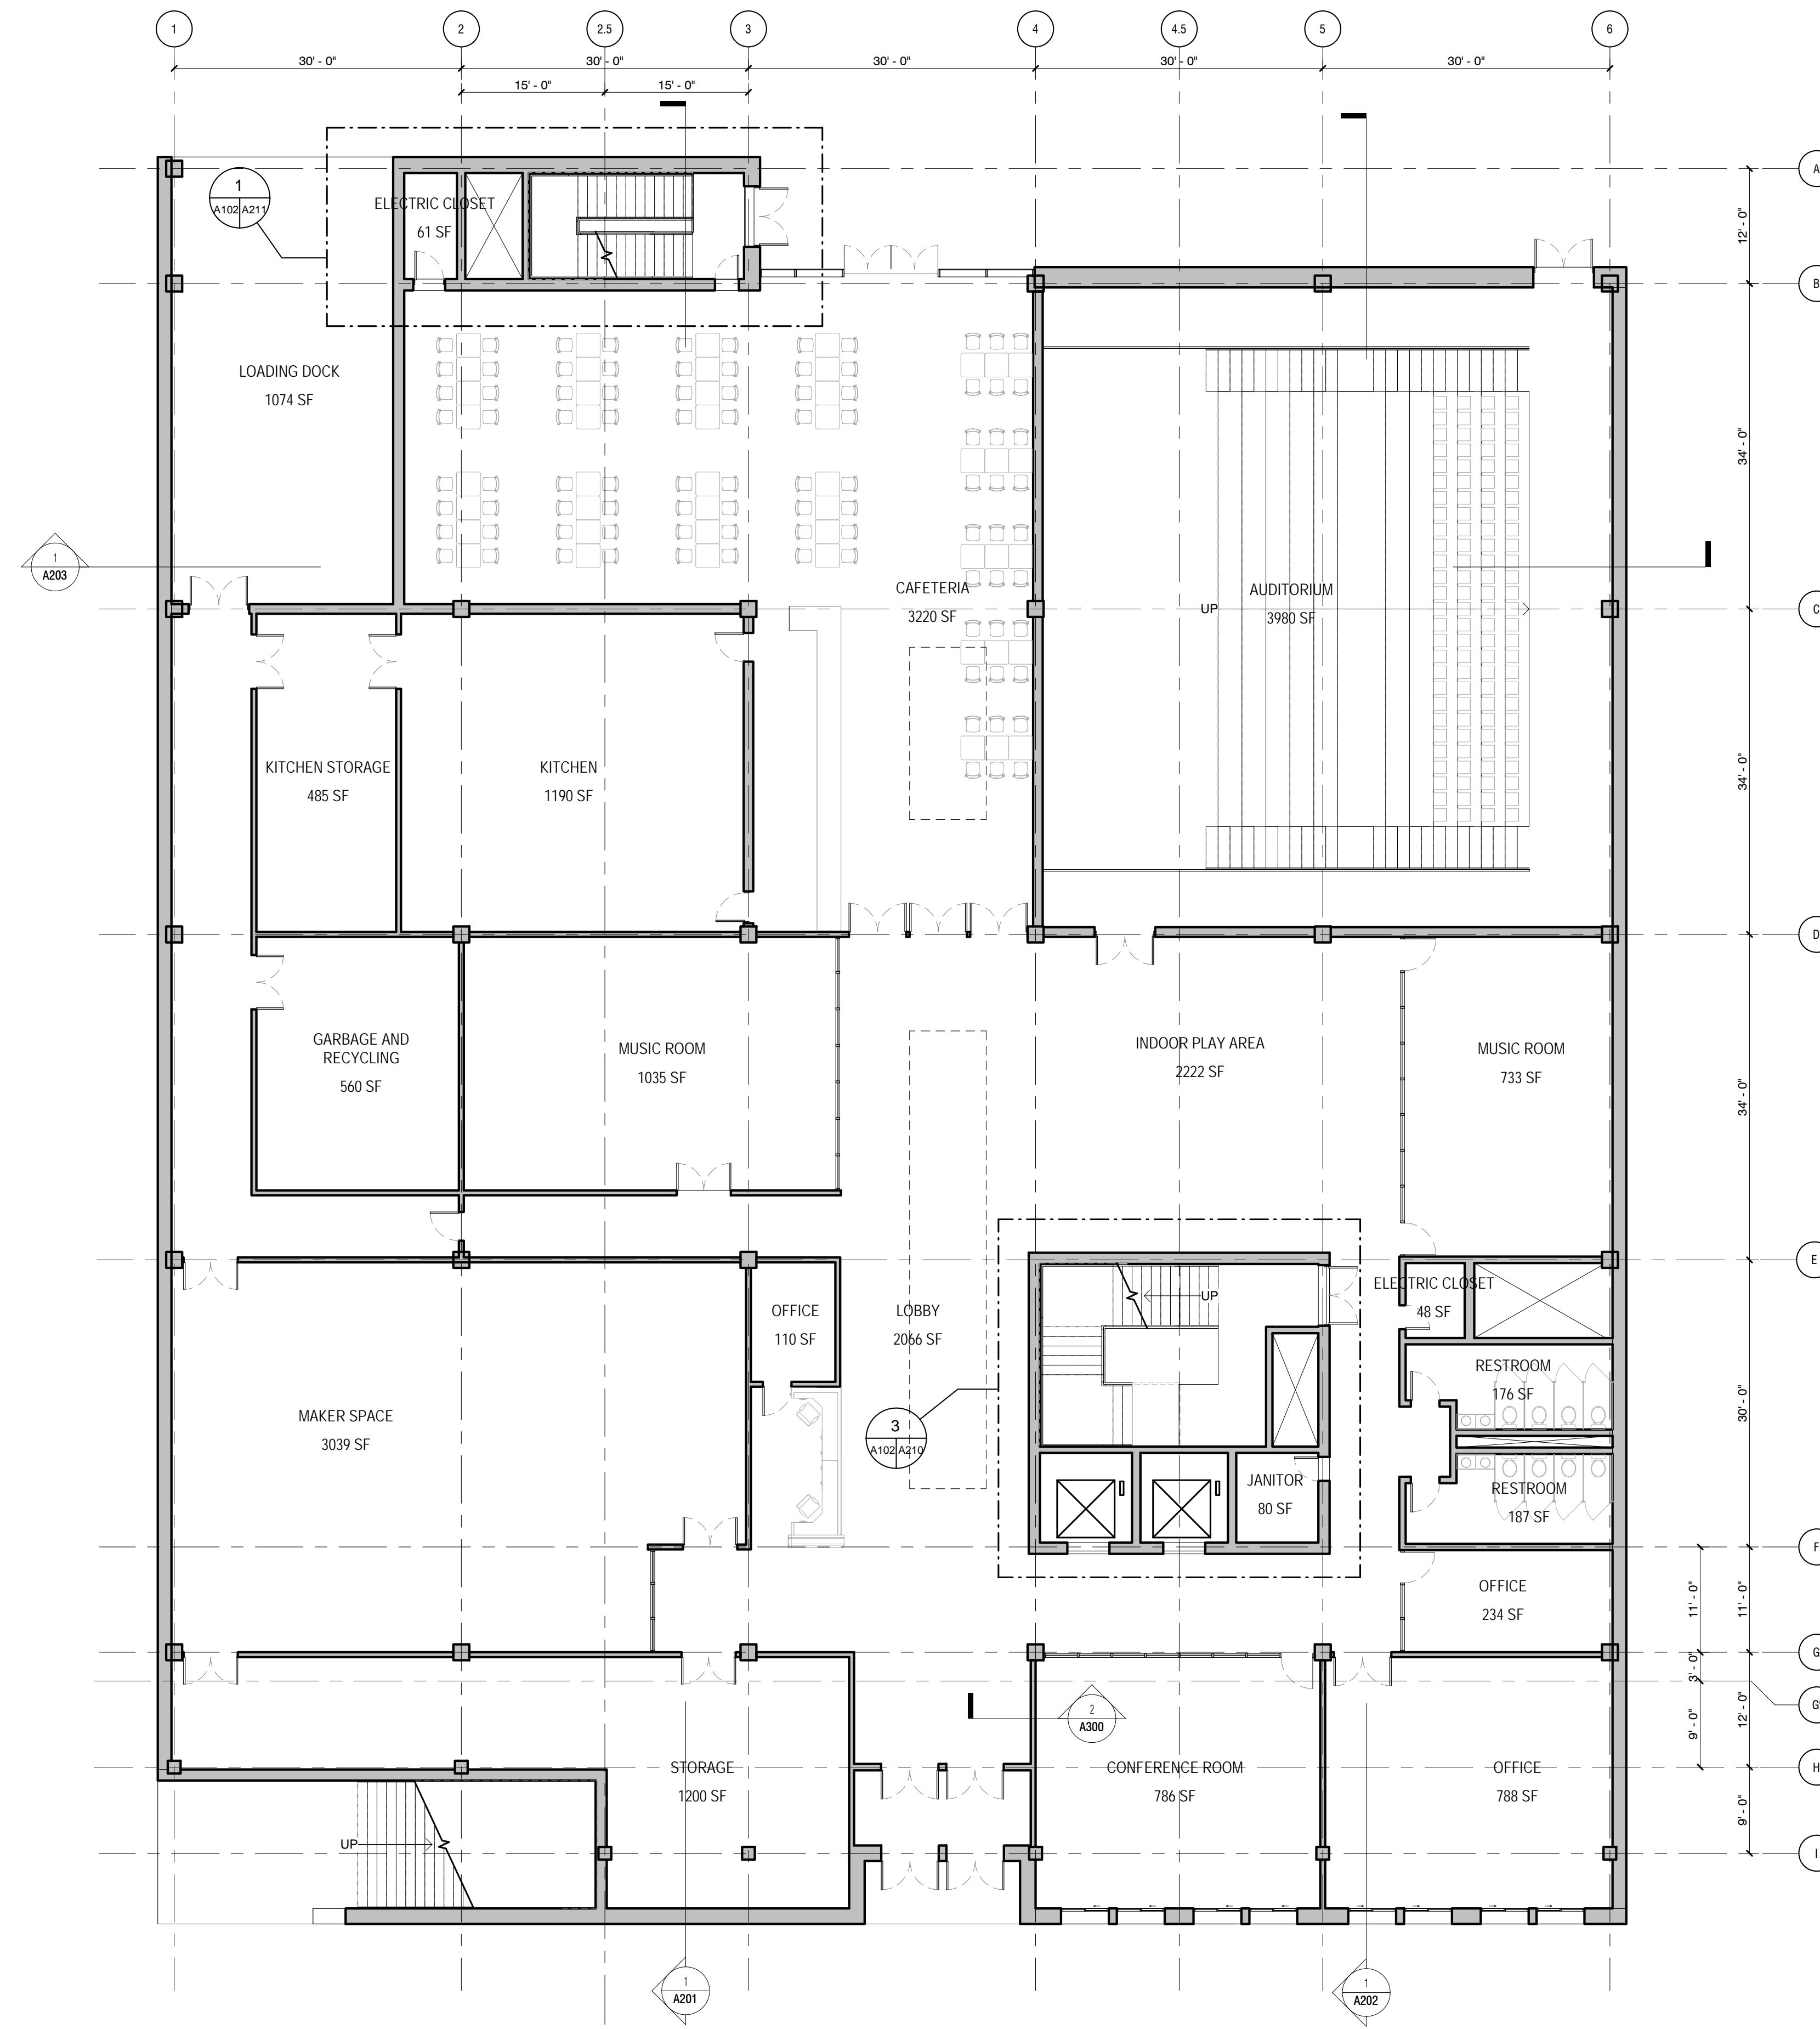 1
2
2.5
3
4
4.5
5
6
30' - 0"
30' - 0"
30' - 0"
30' - 0"
30' - 0"
15' - 0"
15' - 0"
A
12' - 0"
1
A102
A211
ELECTRIC CLOSET
61 SF
B
LOADING DOCK
1074 SF
34' - 0"
1
A203
CAFETERIA
3220 SF
AUDITORIUM
3980 SF
UP
C
KITCHEN STORAGE
485 SF
KITCHEN
1190 SF
34' - 0"
D
GARBAGE AND
RECYCLING
560 SF
MUSIC ROOM
1035 SF
INDOOR PLAY AREA
2222 SF
MUSIC ROOM
733 SF
34' - 0"
E
OFFICE
110 SF
LOBBY
2066 SF
UP
ELECTRIC CLOSET
48 SF
RESTROOM
176 SF
30' - 0"
MAKER SPACE
3039 SF
3
A102
A210
JANITOR
80 SF
RESTROOM
187 SF
F
OFFICE
234 SF
11' - 0"
11' - 0"
G
3' - 0"
G'
2
A300
9' - 0"
12' - 0"
STORAGE
1200 SF
CONFERENCE ROOM
786 SF
OFFICE
788 SF
H
UP
9' - 0"
I
1
A201
1
A202